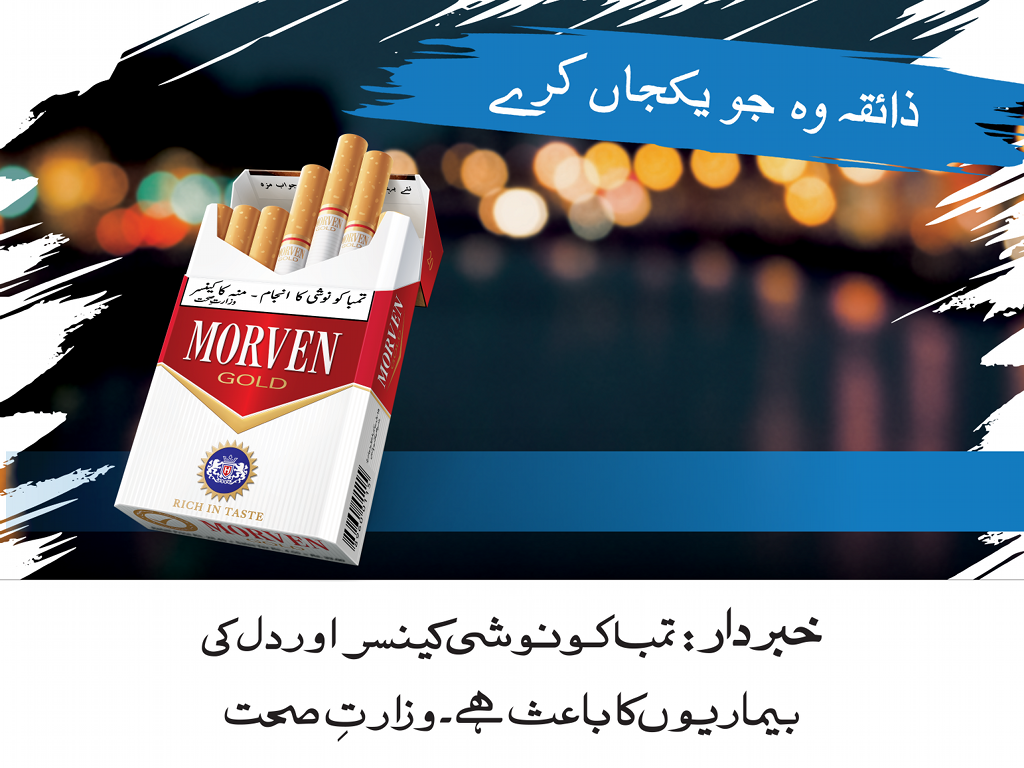 ذائقہ وہ جو یکجاں کرے
تمباکو نوشی کا انجام - منہ کا کینسر
وزارت صحت
MORVEN
GOLD
MORVEN
RICH IN TASTE
MORVEN
خبردار: تمباکو نوشی کینسر اور دل کی
بیماریوں کا باعث ہے۔ وزارتِ صحت